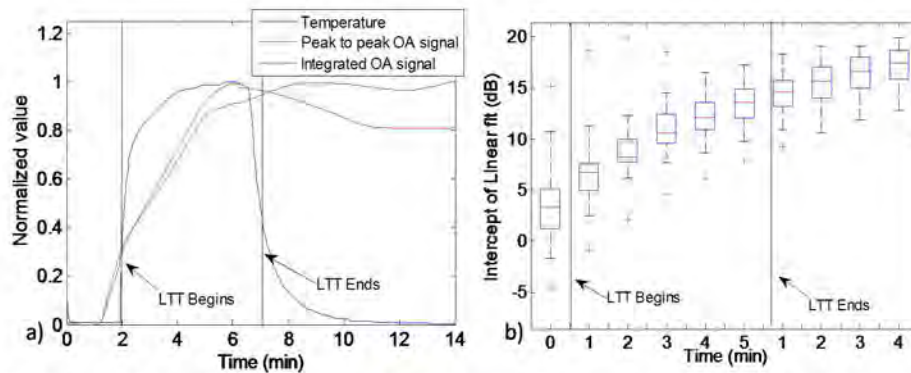 1.2
1
0.8
0.6
0.4
0.2
0
Normalized value
Temperature
Peak to peak OA signal
Integrated OA signal
LTT Begins
LTT Ends
0 2 4 6 8 10 12 14
Time (min)
a)
20
15
10
5
0
-5
Intercept of Linear fit (dB)
LTT Begins
LTT Ends
0 1 2 3 4 5 1 2 3 4
Time (min)
b)